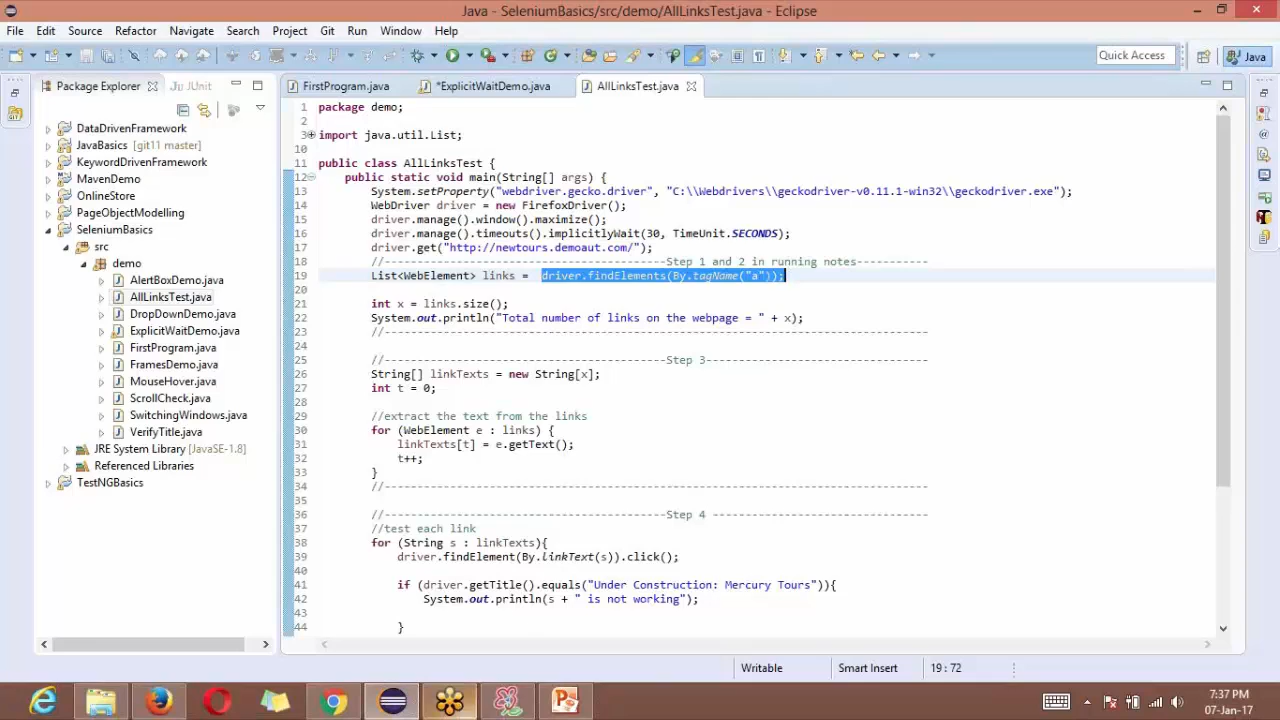 Java - SeleniumBasics/src/demo/AllLinksTest.java - Eclipse
File Edit Source Refactor Navigate Search Project Git Run Window Help
Quick Access Java
Package Explorer JUnit
FirstProgram.java *ExplicitWaitDemo.java AllLinksTest.java
DataDrivenFramework
JavaBasics [git11 master]
KeywordDrivenFramework
MavenDemo
OnlineStore
PageObjectModelling
SeleniumBasics
src
demo
AlertBoxDemo.java
AllLinksTest.java
DropDownDemo.java
ExplicitWaitDemo.java
FirstProgram.java
FramesDemo.java
MouseHover.java
ScrollCheck.java
SwitchingWindows.java
VerifyTitle.java
JRE System Library [JavaSE-1.8]
Referenced Libraries
TestNGBasics
1 package demo;
2
3 import java.util.List;
10
11 public class AllLinksTest {
12 public static void main(String[] args) {
13 System.setProperty("webdriver.gecko.driver", "C:\\Webdrivers\\geckodriver-v0.11.1-win32\\geckodriver.exe");
14 WebDriver driver = new FirefoxDriver();
15 driver.manage().window().maximize();
16 driver.manage().timeouts().implicitlyWait(30, TimeUnit.SECONDS);
17 driver.get("http://newtours.demoaut.com/");
18 //-------------------------------------------Step 1 and 2 in running notes-----------
19 List<WebElement> links = driver.findElements(By.tagName("a"));
20
21 int x = links.size();
22 System.out.println("Total number of links on the webpage = " + x);
23 //-----------------------------------------------------------------------------------
24
25 //-------------------------------------------Step 3----------------------------------
26 String[] linkTexts = new String[x];
27 int t = 0;
28
29 //extract the text from the links
30 for (WebElement e : links) {
31 linkTexts[t] = e.getText();
32 t++;
33 }
34 //-----------------------------------------------------------------------------------
35
36 //-------------------------------------------Step 4 ---------------------------------
37 //test each link
38 for (String s : linkTexts){
39 driver.findElement(By.linkText(s)).click();
40
41 if (driver.getTitle().equals("Under Construction: Mercury Tours")){
42 System.out.println(s + " is not working");
43
44 }
Writable Smart Insert 19 : 72
7:37 PM
07-Jan-17